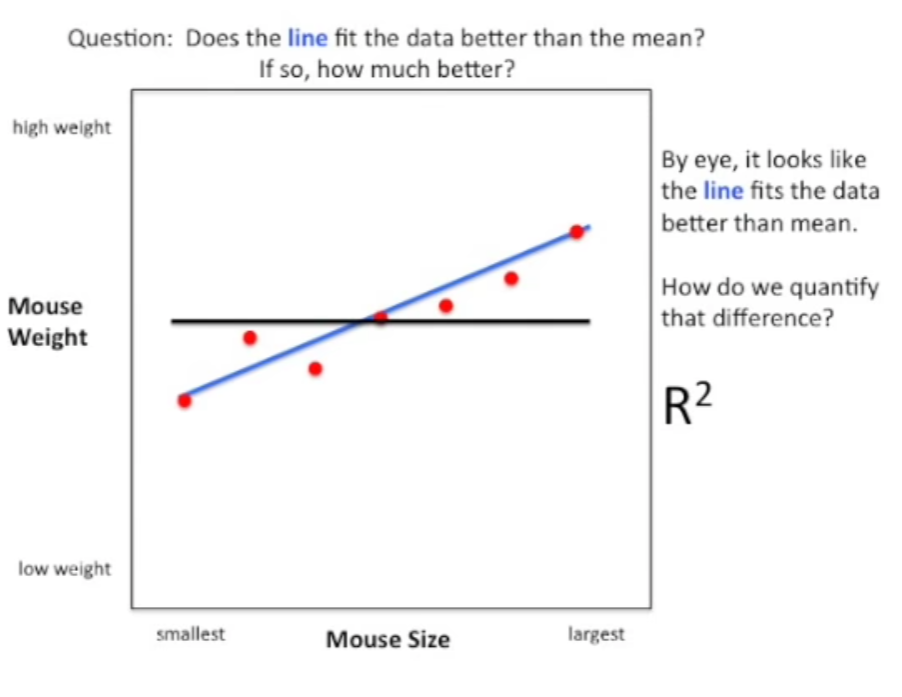 Question: Does the line fit the data better than the mean?
If so, how much better?
high weight
By eye, it looks like
the line fits the data
better than mean.
How do we quantify
that difference?
Mouse
Weight
R²
low weight
smallest
Mouse Size
largest